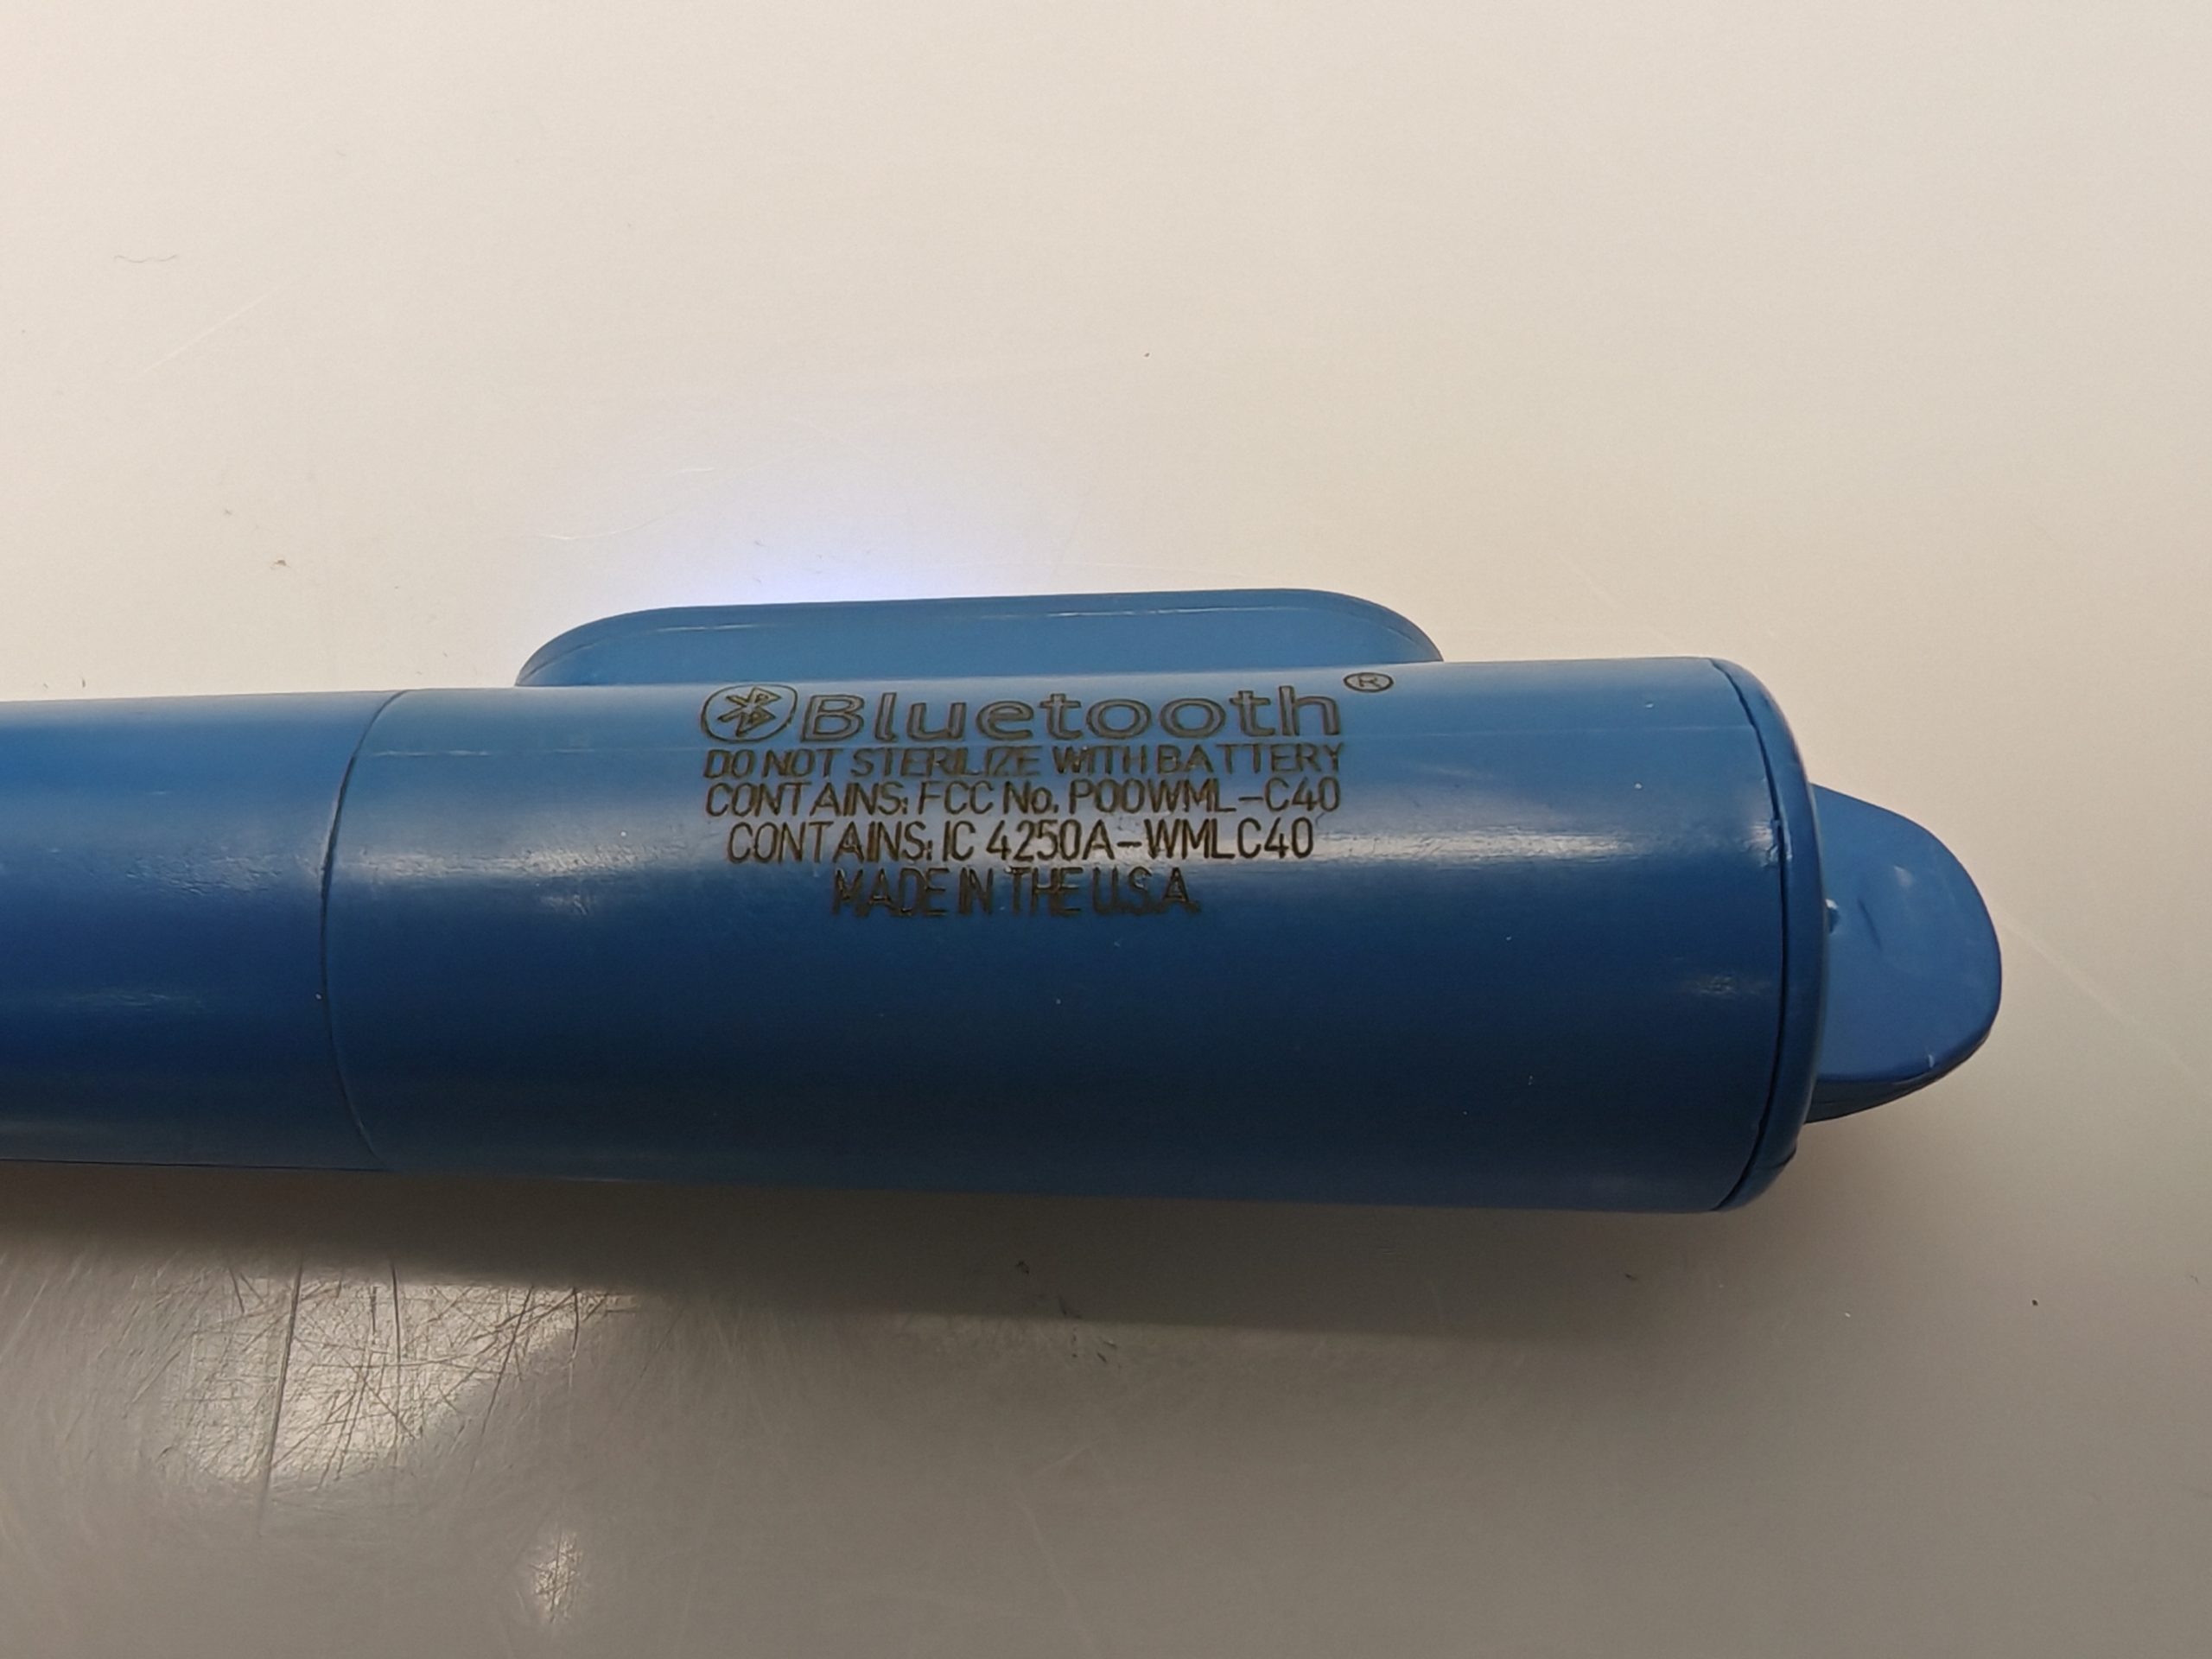 Bluetooth®
DO NOT STERILIZE WITH BATTERY
CONTAINS: FCC No. POOWML-C40
CONTAINS: IC 4250A-WMLC40
MADE IN THE U.S.A.